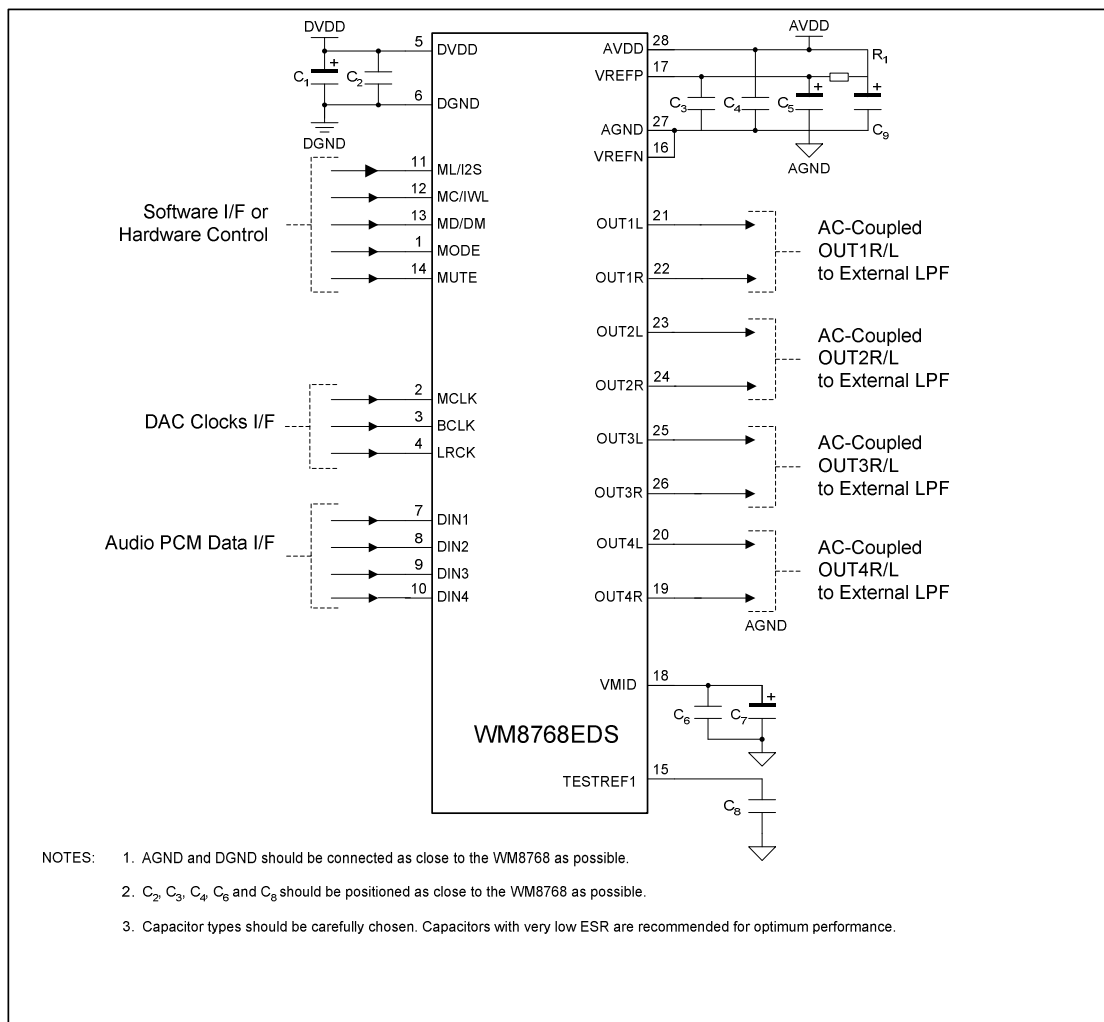 DVDD
5
DVDD
+
C1
C2
6
DGND
DGND
11
ML/I2S
12
MC/IWL
13
MD/DM
1
MODE
14
MUTE
Software I/F or
Hardware Control
2
MCLK
3
BCLK
4
LRCK
DAC Clocks I/F
7
DIN1
8
DIN2
9
DIN3
10
DIN4
Audio PCM Data I/F
AVDD
28
AVDD
R1
17
VREFP
+
+
C3
C4
C5
C9
27
AGND
16
VREFN
AGND
21
OUT1L
22
OUT1R
AC-Coupled
OUT1R/L
to External LPF
23
OUT2L
24
OUT2R
AC-Coupled
OUT2R/L
to External LPF
25
OUT3L
26
OUT3R
AC-Coupled
OUT3R/L
to External LPF
20
OUT4L
19
OUT4R
AC-Coupled
OUT4R/L
to External LPF
AGND
18
VMID
+
C6
C7
WM8768EDS
15
TESTREF1
C8
NOTES: 1. AGND and DGND should be connected as close to the WM8768 as possible.
2. C2, C3, C4, C6 and C8 should be positioned as close to the WM8768 as possible.
3. Capacitor types should be carefully chosen. Capacitors with very low ESR are recommended for optimum performance.